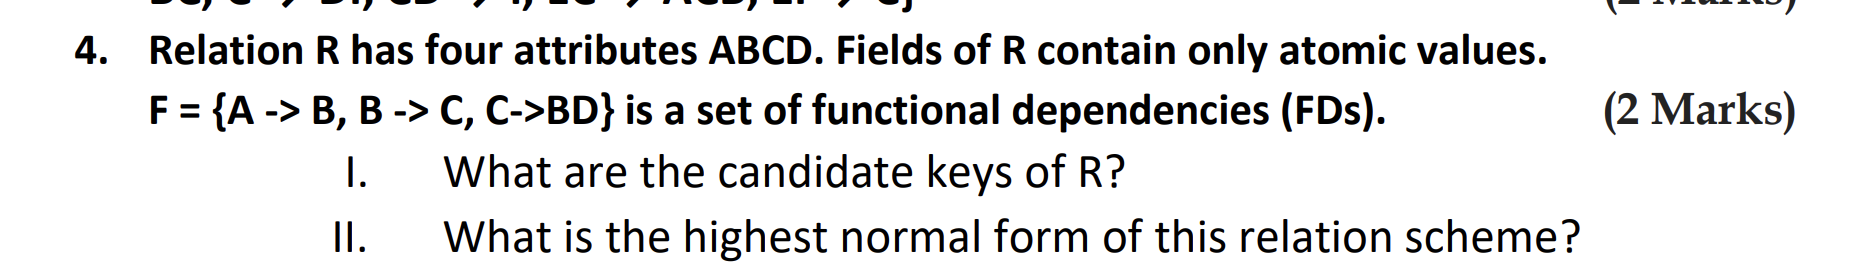 4. Relation R has four attributes ABCD. Fields of R contain only atomic values.
F = {A -> B, B -> C, C->BD} is a set of functional dependencies (FDs). (2 Marks)
I. What are the candidate keys of R?
II. What is the highest normal form of this relation scheme?